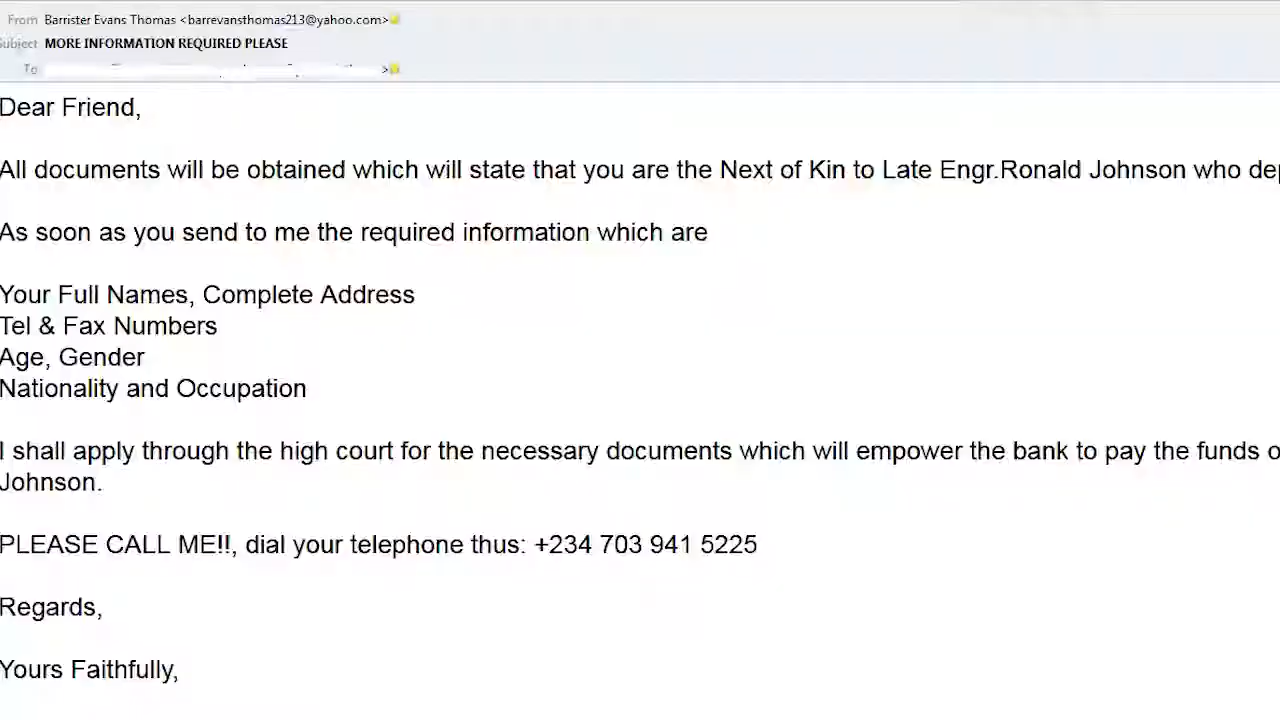 From Barrister Evans Thomas <barrevansthomas213@yahoo.com>
Subject MORE INFORMATION REQUIRED PLEASE
To >
Dear Friend,
All documents will be obtained which will state that you are the Next of Kin to Late Engr.Ronald Johnson who
As soon as you send to me the required information which are
Your Full Names, Complete Address
Tel & Fax Numbers
Age, Gender
Nationality and Occupation
I shall apply through the high court for the necessary documents which will empower the bank to pay the funds
Johnson.
PLEASE CALL ME!!, dial your telephone thus: +234 703 941 5225
Regards,
Yours Faithfully,